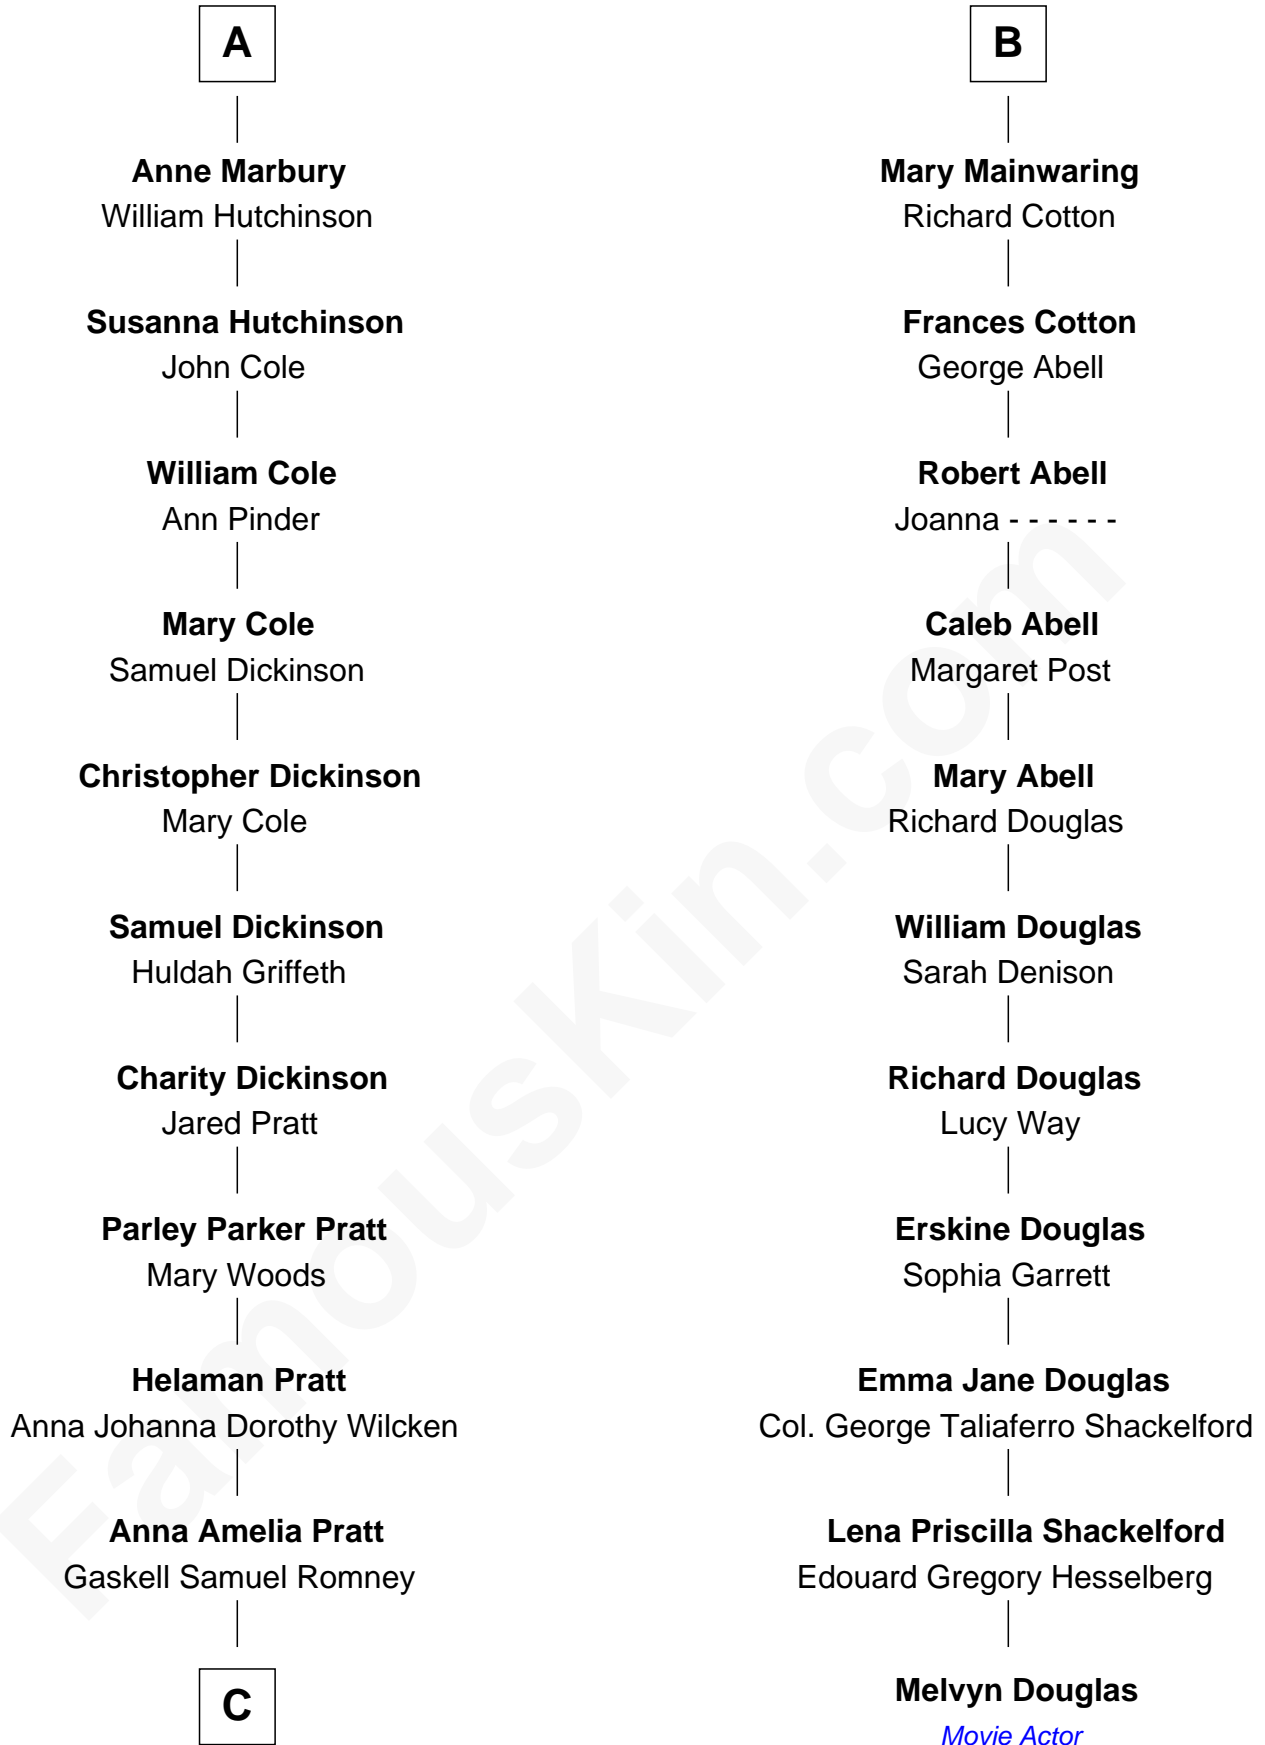 A
Anne Marbury
William Hutchinson
Susanna Hutchinson
John Cole
William Cole
Ann Pinder
Mary Cole
Samuel Dickinson
Christopher Dickinson
Mary Cole
Samuel Dickinson
Huldah Griffeth
Charity Dickinson
Jared Pratt
Parley Parker Pratt
Mary Woods
Helaman Pratt
Anna Johanna Dorothy Wilcken
Anna Amelia Pratt
Gaskell Samuel Romney
C
B
Mary Mainwaring
Richard Cotton
Frances Cotton
George Abell
Robert Abell
Joanna - - - - - -
Caleb Abell
Margaret Post
Mary Abell
Richard Douglas
William Douglas
Sarah Denison
Richard Douglas
Lucy Way
Erskine Douglas
Sophia Garrett
Emma Jane Douglas
Col. George Taliaferro Shackelford
Lena Priscilla Shackelford
Edouard Gregory Hesselberg
Melvyn Douglas
Movie Actor
FamousKin.com